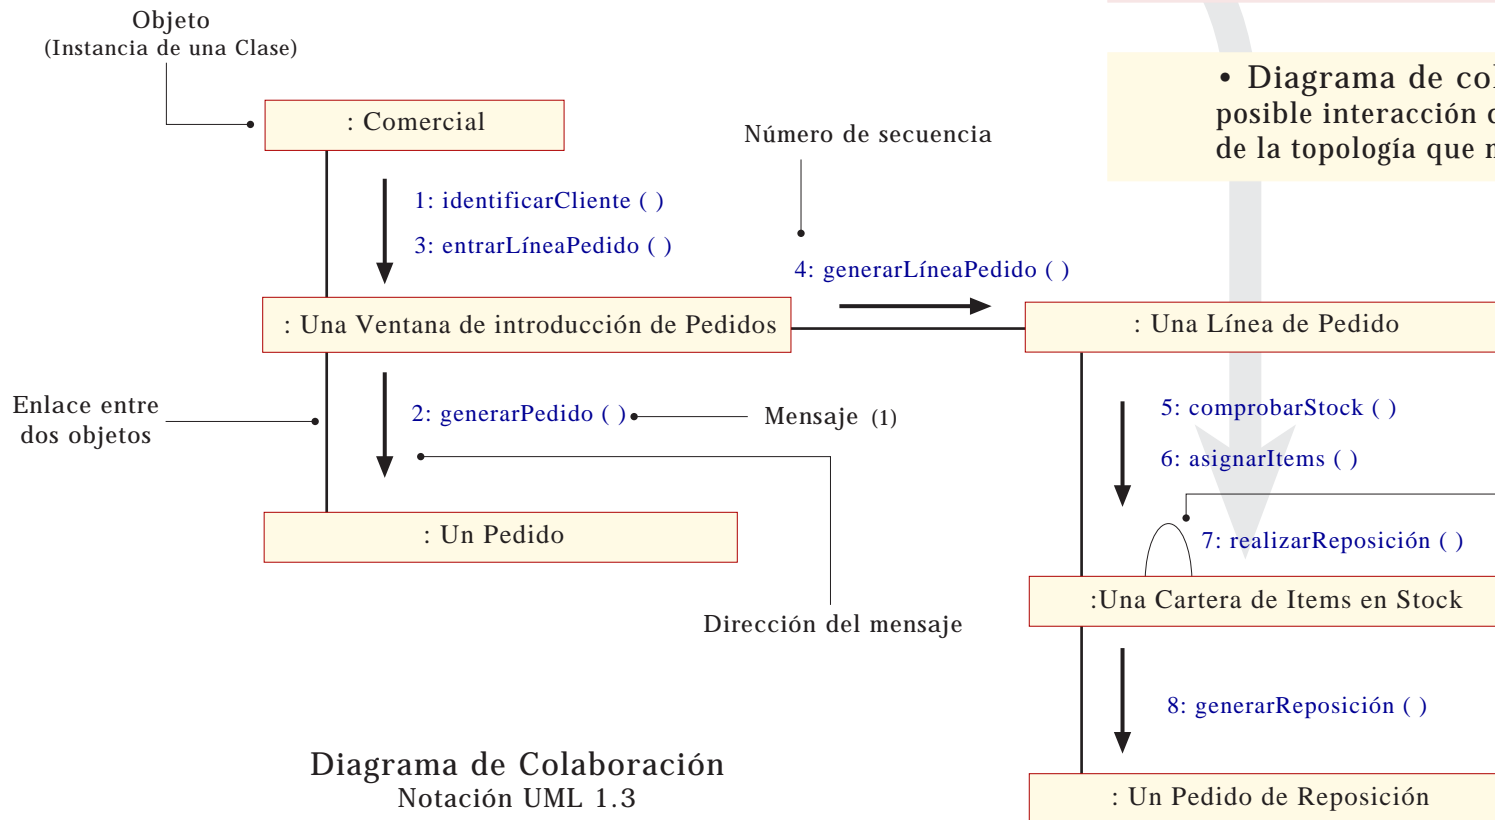 Objeto
(Instancia de una Clase)
: Comercial
Número de secuencia
• Diagrama de col
posible interacción
de la topología que
1: identificarCliente ( )
3: entrarLíneaPedido ( )
4: generarLíneaPedido ( )
: Una Ventana de introducción de Pedidos
: Una Línea de Pedido
Enlace entre
dos objetos
2: generarPedido ( )
Mensaje (1)
5: comprobarStock ( )
6: asignarItems ( )
: Un Pedido
7: realizarReposición ( )
:Una Cartera de Items en Stock
Dirección del mensaje
8: generarReposición ( )
Diagrama de Colaboración
Notación UML 1.3
: Un Pedido de Reposición